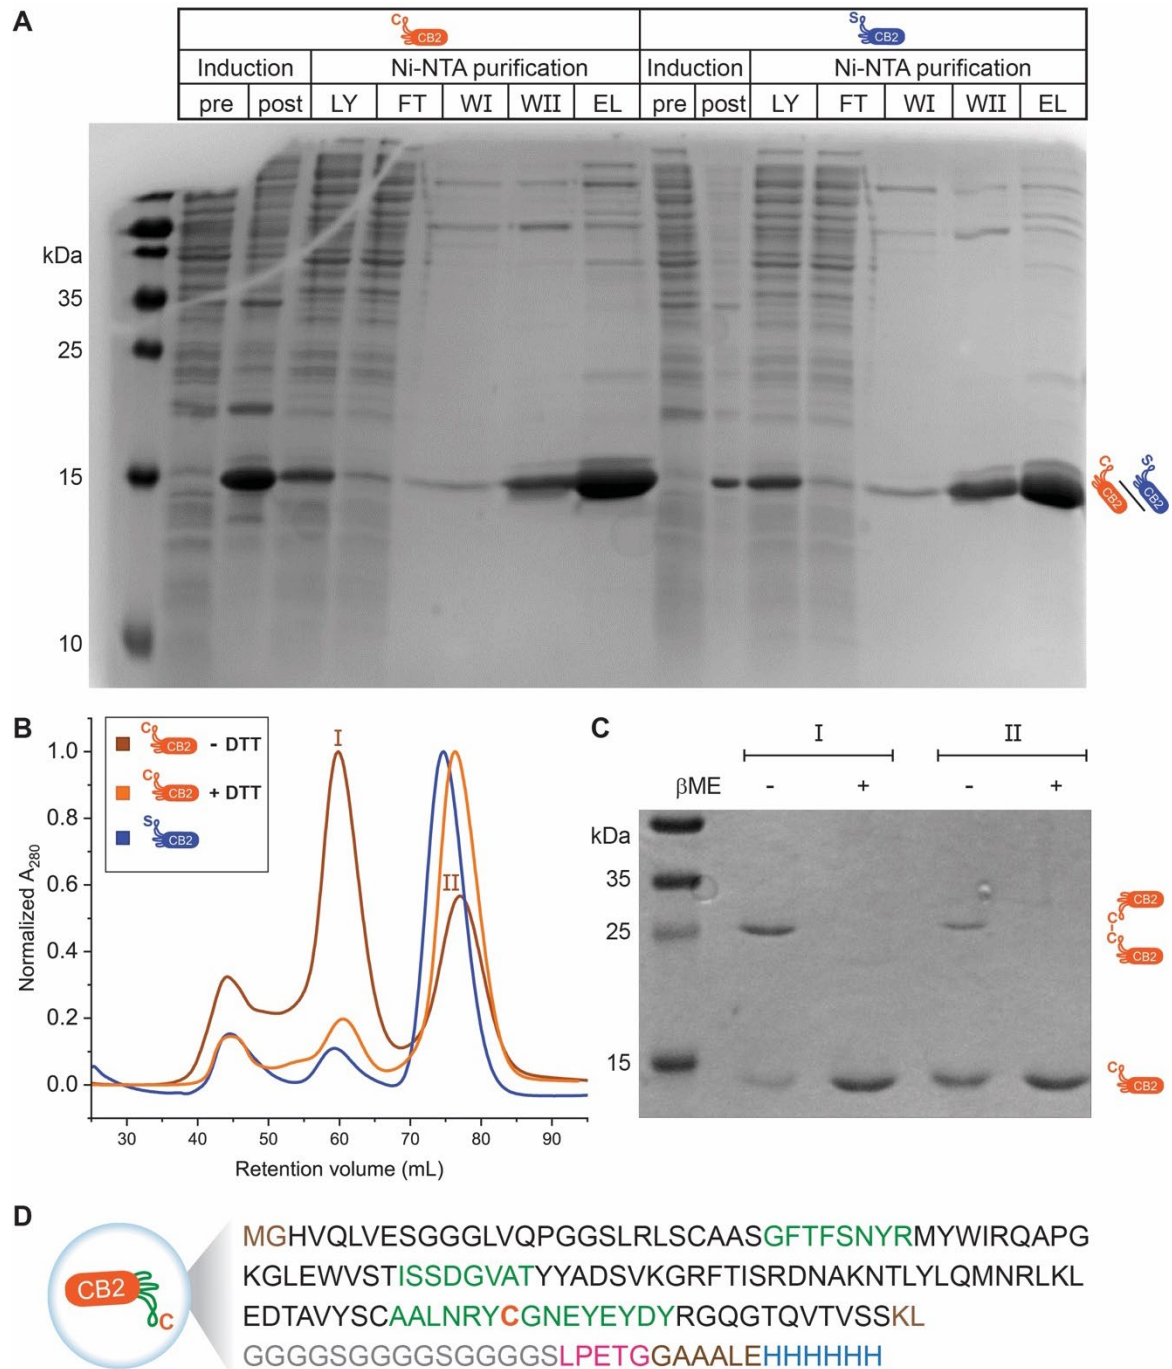 A
C CB2 S CB2
Induction Ni-NTA purification Induction Ni-NTA purification
pre post LY FT WI WII EL pre post LY FT WI WII EL
kDa
35
25
15
10
C CB2 S CB2
B
C CB2 - DTT
C CB2 + DTT
S CB2
I
II
1.0
0.8
0.6
0.4
0.2
0.0
Normalized A280
30 40 50 60 70 80 90
Retention volume (mL)
C
I II
βME - + - +
kDa
35
25
15
CB2
C
C
CB2
C CB2
D
CB2 C
MGHVQLVESGGGLVQPGGSLRLSCAASGFTFSNYRMYWIRQAPG
KGLEWVSTISSDGVATYYADSVKGRFTISRDNAKNTLYLQMNRLKL
EDTAVYSCAALNRYCGNEYEYDYRGQGTQVTVSSKL
GGGGSGGGGSGGGGSLPETGGAAALEHHHHHH